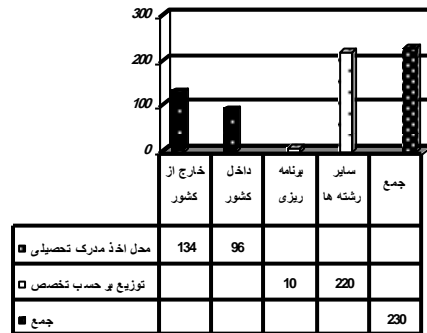 300
200
100
0
خارج از کشور
داخل کشور
برنامه ریزی
سایر رشته ها
جمع
محل اخذ مدرک تحصیلی 134 96
توزیع بر حسب تخصص 10 220
جمع 230